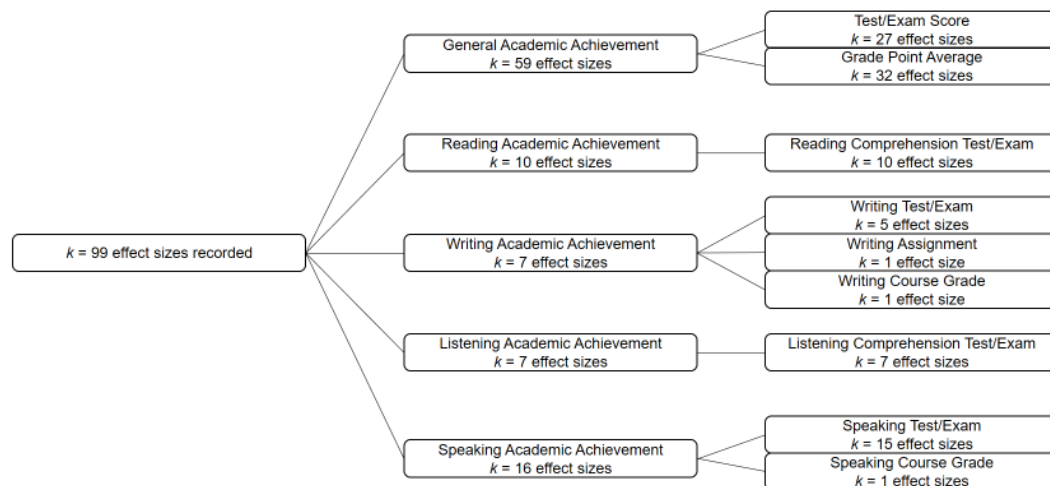 k = 99 effect sizes recorded
General Academic Achievement
k = 59 effect sizes
Test/Exam Score
k = 27 effect sizes
Grade Point Average
k = 32 effect sizes
Reading Academic Achievement
k = 10 effect sizes
Reading Comprehension Test/Exam
k = 10 effect sizes
Writing Academic Achievement
k = 7 effect sizes
Writing Test/Exam
k = 5 effect sizes
Writing Assignment
k = 1 effect size
Writing Course Grade
k = 1 effect size
Listening Academic Achievement
k = 7 effect sizes
Listening Comprehension Test/Exam
k = 7 effect sizes
Speaking Academic Achievement
k = 16 effect sizes
Speaking Test/Exam
k = 15 effect sizes
Speaking Course Grade
k = 1 effect sizes